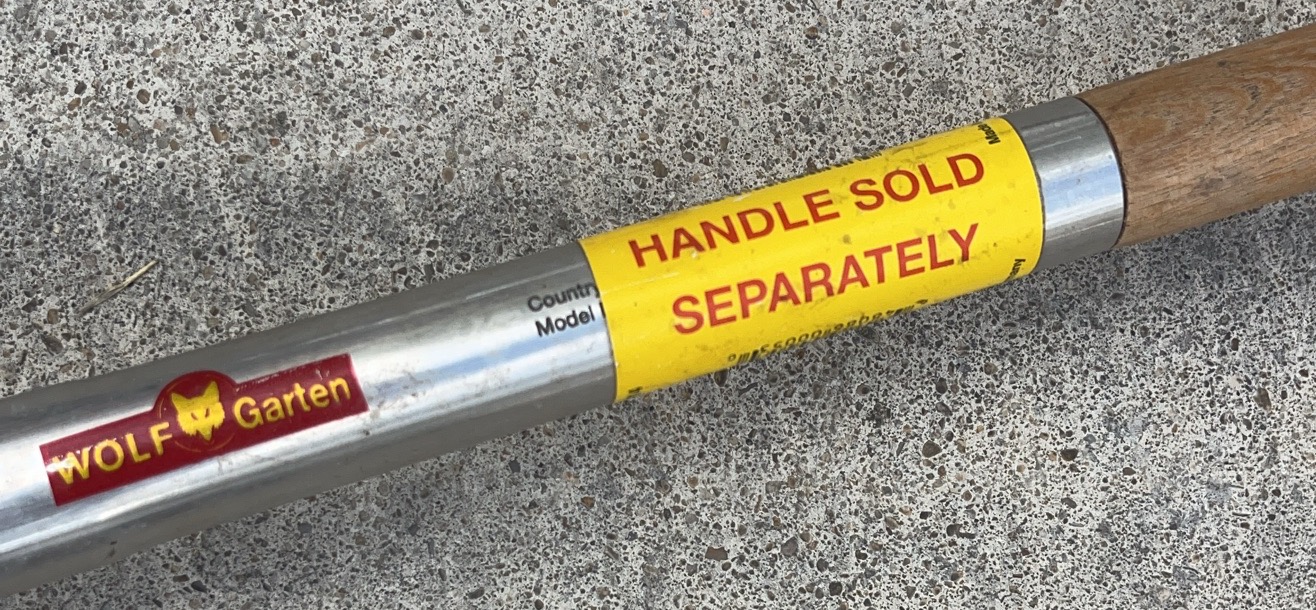 WOLF Garten
Country
Model
HANDLE SOLD
SEPARATELY